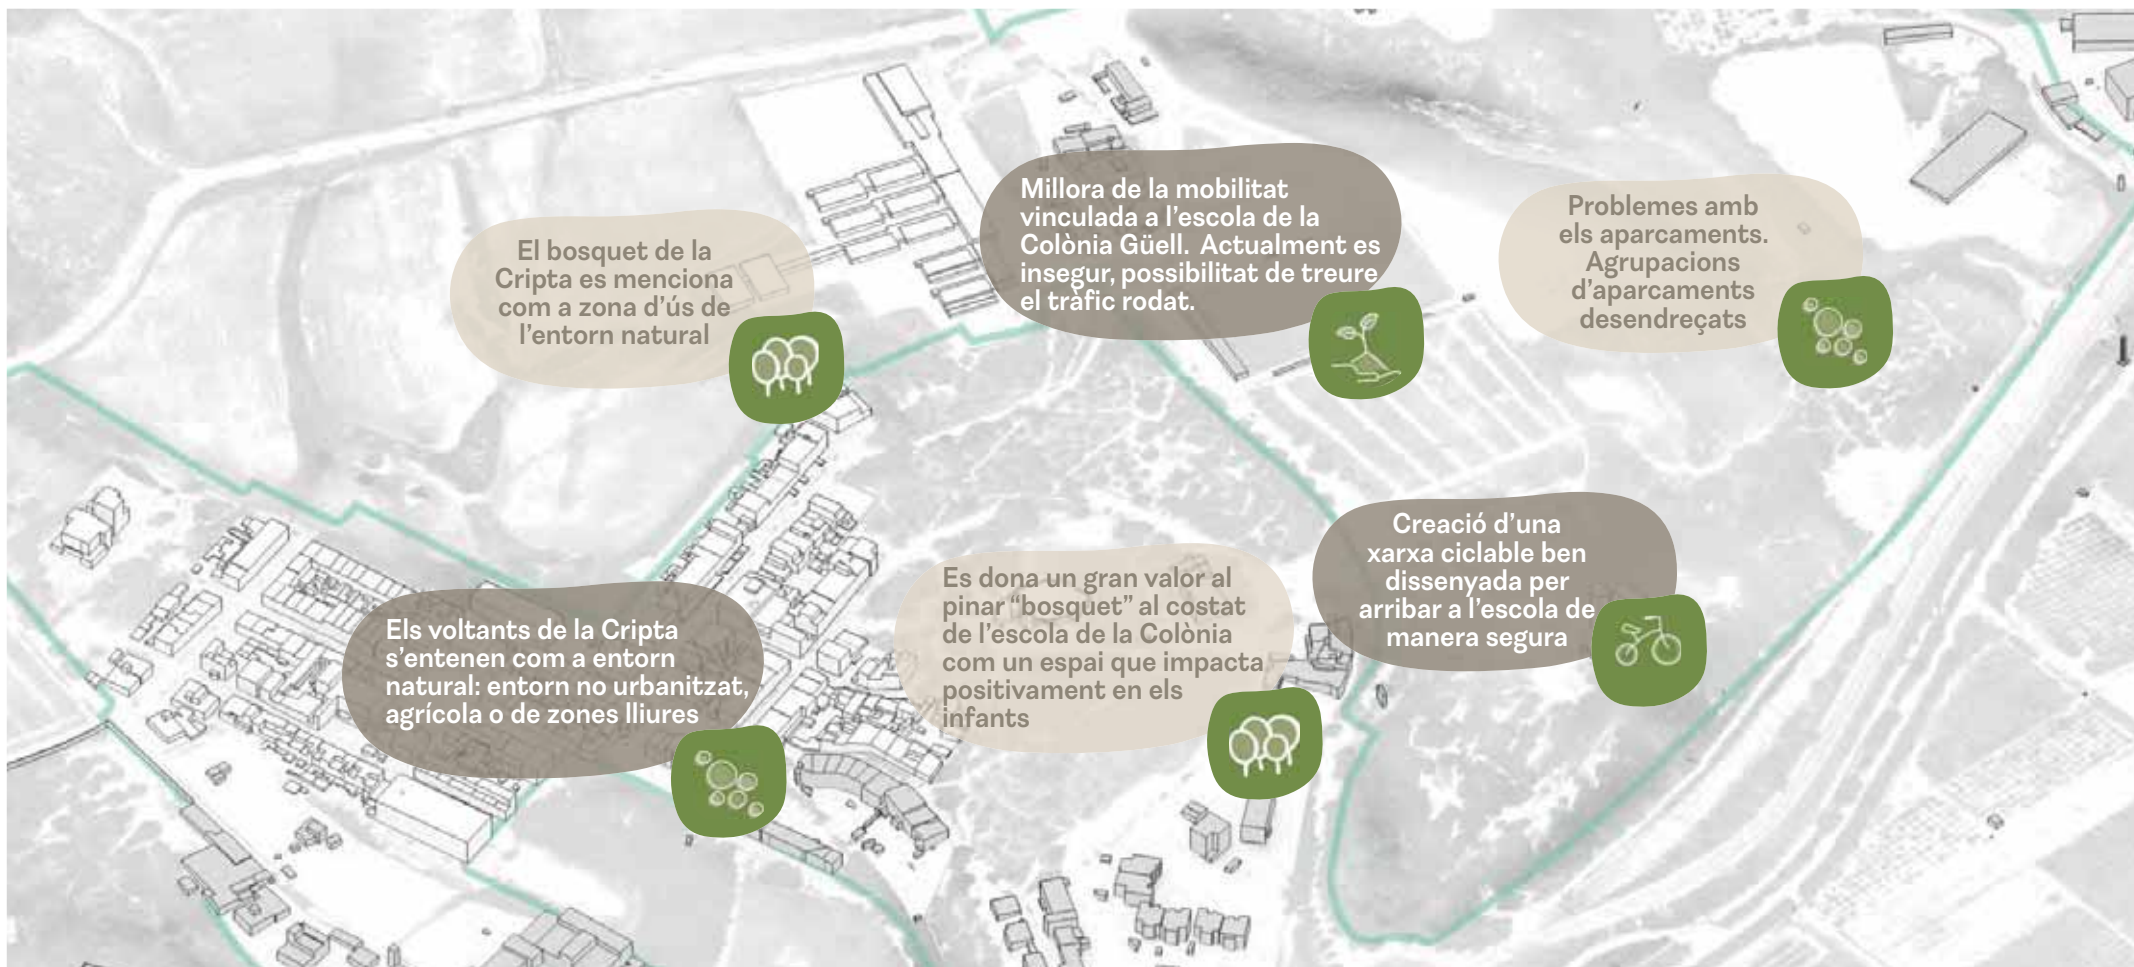 El bosquet de la
Cripta es menciona
com a zona d'ús de
l'entorn natural
Millora de la mobilitat
vinculada a l'escola de la
Colònia Güell. Actualment es
insegur, possibilitat de treure
el tràfic rodat.
Problemes amb
els aparcaments.
Agrupacions
d'aparcaments
desendreçats
Els voltants de la Cripta
s'entenen com a entorn
natural: entorn no urbanitzat,
agrícola o de zones lliures
Es dona un gran valor al
pinar "bosquet" al costat
de l'escola de la Colònia
com un espai que impacta
positivament en els
infants
Creació d'una
xarxa ciclable ben
dissenyada per
arribar a l'escola de
manera segura